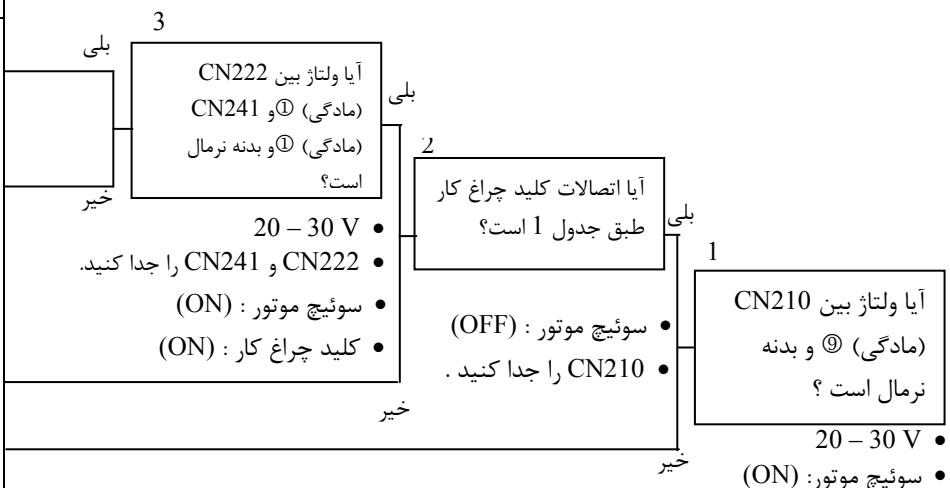 1
آیا ولتاژ بین CN210
(مادگی) ⑨ و بدنه
نرمال است ؟
• 20 – 30 V
• سوئیچ موتور: (ON)
بلی
خیر
2
آیا اتصالات کلید چراغ کار
طبق جدول 1 است؟
• سوئیچ موتور : (OFF)
• CN210 را جدا کنید .
بلی
خیر
3
آیا ولتاژ بین CN222
(مادگی) ①و CN241
(مادگی) ①و بدنه نرمال
است؟
• 20 – 30 V
• CN222 و CN241 را جدا کنید.
• سوئیچ موتور : (ON)
• کلید چراغ کار : (ON)
بلی
خیر